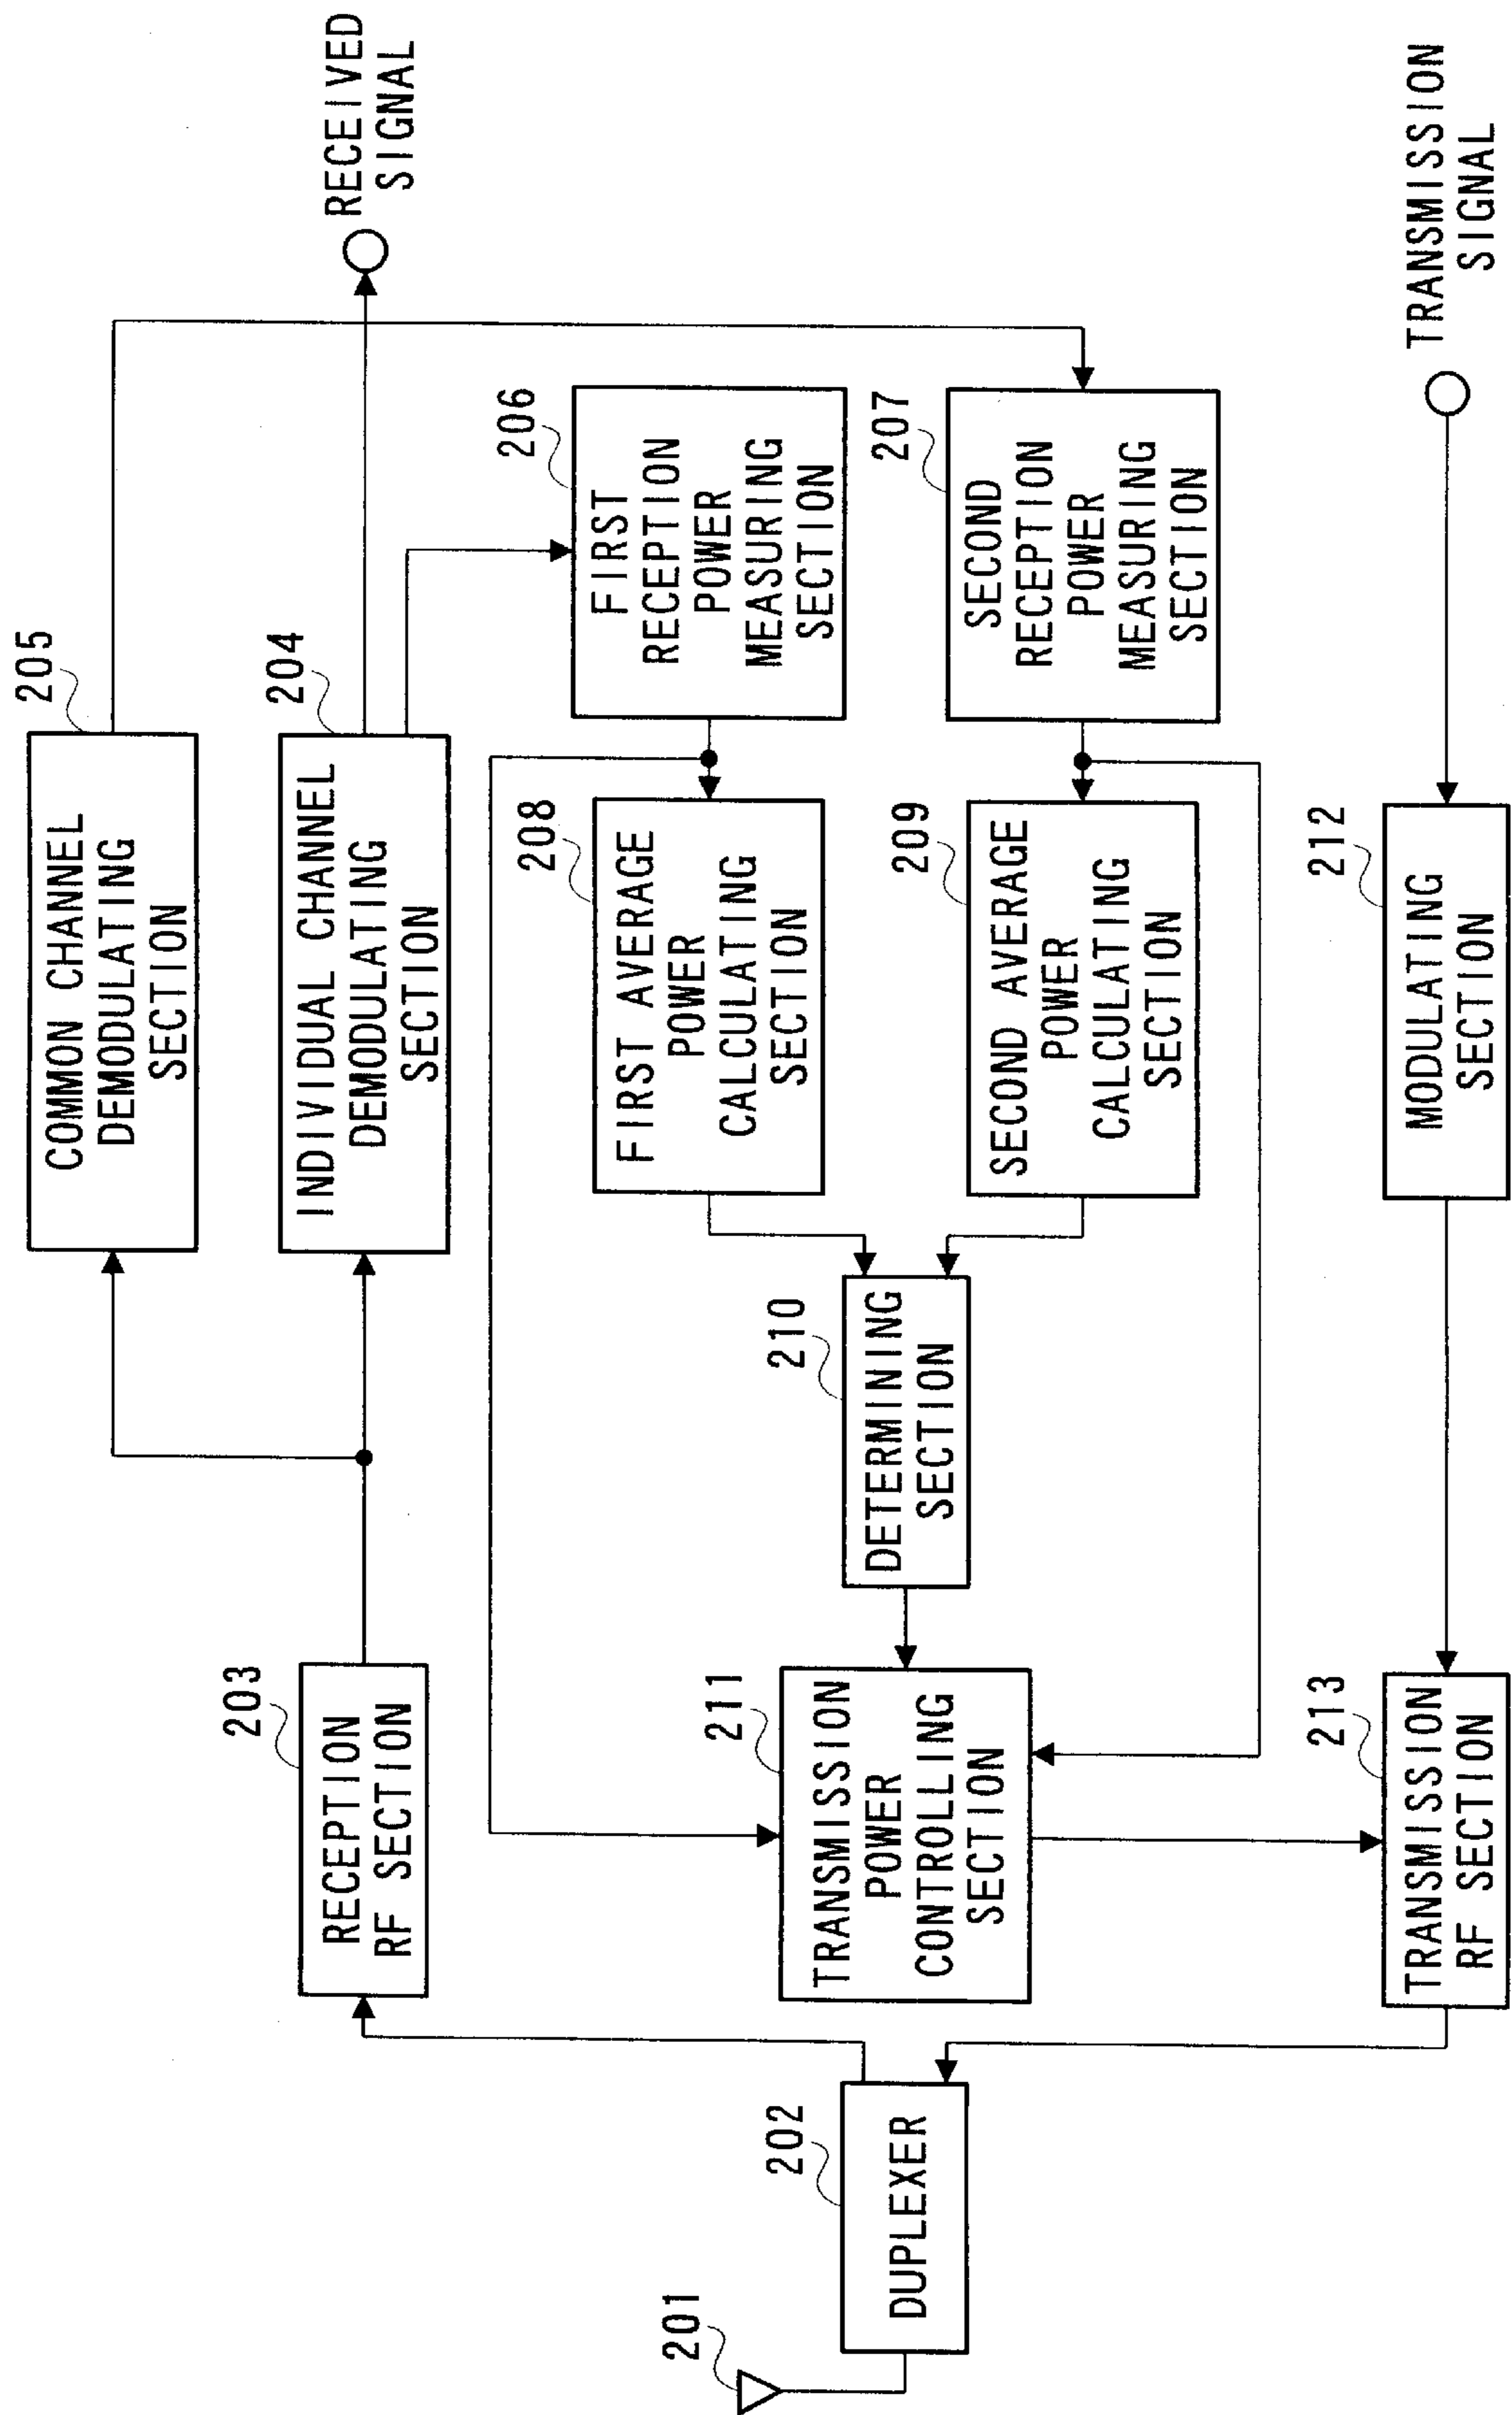 201
202
DUPLEXER
203
RECEPTION
RF SECTION
205
COMMON CHANNEL
DEMODULATING
SECTION
204
INDIVIDUAL CHANNEL
DEMODULATING
SECTION
RECEIVED
SIGNAL
206
FIRST
RECEPTION
POWER
MEASURING
SECTION
207
SECOND
RECEPTION
POWER
MEASURING
SECTION
208
FIRST AVERAGE
POWER
CALCULATING
SECTION
209
SECOND AVERAGE
POWER
CALCULATING
SECTION
210
DETERMINING
SECTION
211
TRANSMISSION
POWER
CONTROLLING
SECTION
212
MODULATING
SECTION
213
TRANSMISSION
RF SECTION
TRANSMISSION
SIGNAL